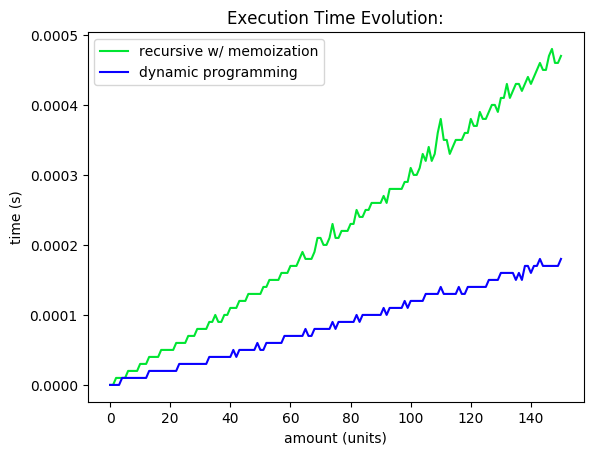 Execution Time Evolution:
recursive w/ memoization
dynamic programming
0.0005
0.0004
0.0003
0.0002
0.0001
0.0000
time (s)
0 20 40 60 80 100 120 140
amount (units)